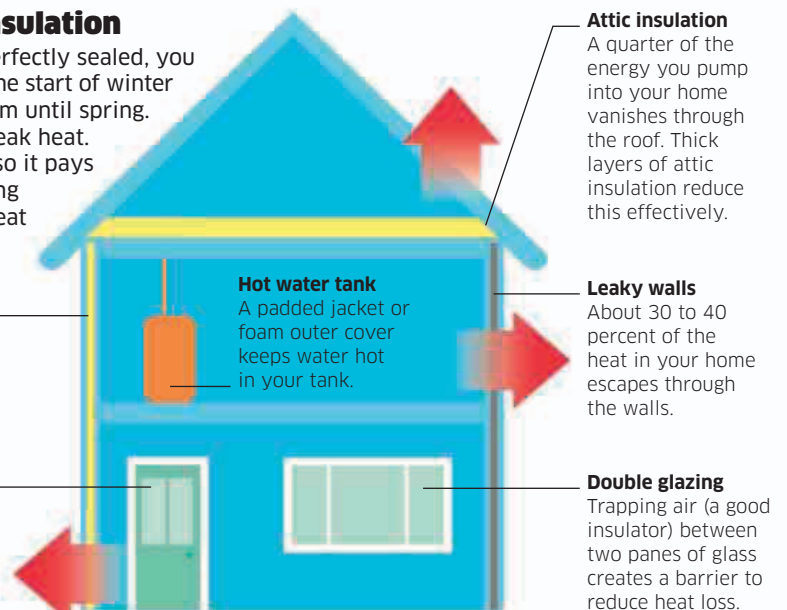 nsulation
rfectly sealed, you
ne start of winter
m until spring.
eak heat.
so it pays
ng
eat
Attic insulation
A quarter of the
energy you pump
into your home
vanishes through
the roof. Thick
layers of attic
insulation reduce
this effectively.
Hot water tank
A padded jacket or
foam outer cover
keeps water hot
in your tank.
Leaky walls
About 30 to 40
percent of the
heat in your home
escapes through
the walls.
Double glazing
Trapping air (a good
insulator) between
two panes of glass
creates a barrier to
reduce heat loss.